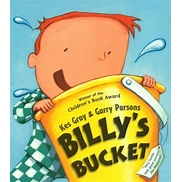 Winner of the
Children's Book Award
Kes Gray & Garry Parsons
BILLY'S
BUCKET